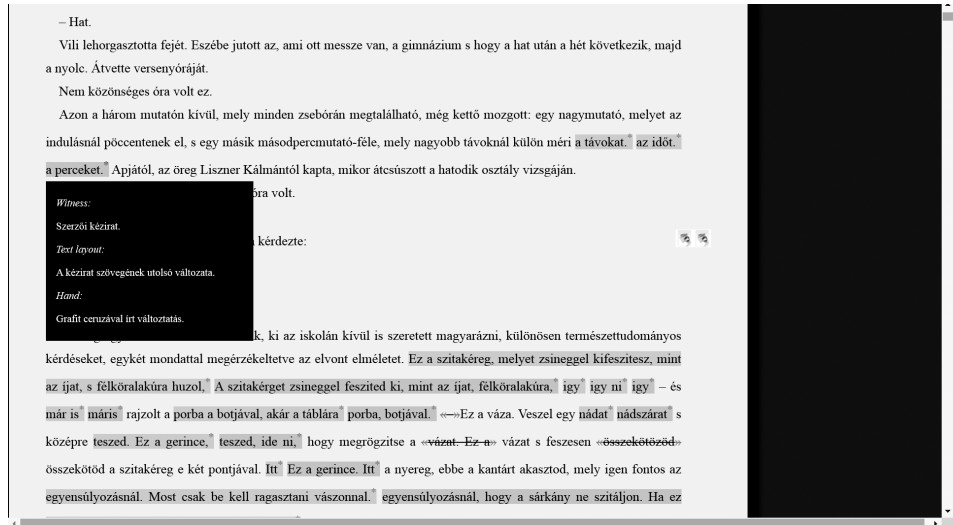 – Hat.
Vili lehorgasztotta fejét. Eszébe jutott az, ami ott messze van, a gimnázium s hogy a hat után a hét következik, majd
a nyolc. Átvette versenyóráját.
Nem közönséges óra volt ez.
Azon a három mutatón kívül, mely minden zsebórán megtalálható, még kettő mozgott: egy nagymutató, melyet az
indulásnál pöccentenek el, s egy másik másodpercmutató-féle, mely nagyobb távoknál külön méri a távokat.* az időt.*
a perceket.* Apjától, az öreg Liszner Kálmántól kapta, mikor átcsúszott a hatodik osztály vizsgáján.
óra volt.
Witness:
Szerzői kézirat.
kérdezte:
Text layout:
A kézirat szövegének utolsó változata.
Hand:
Grafit ceruzával írt változtatás.
k, ki az iskolán kívül is szeretett magyarázni, különösen természettudományos
kérdéseket, egykét mondattal megérzékeltetve az elvont elméletet. Ez a szitakéreg, melyet zsineggel kifeszitesz, mint
az íjat, s félköralakúra huzol,* A szitakérget zsineggel feszited ki, mint az íjat, félköralakúra,* igy* igy ni* igy* – és
már is* máris* rajzolt a porba a botjával, akár a táblára* porba, botjával.* «–»Ez a váza. Veszel egy nádat* nádszárat* s
középre teszed. Ez a gerince,* teszed, ide ni,* hogy megrögzitse a «vázat. Ez a» vázat s feszesen «összekötözöd»
összekötöd a szitakéreg e két pontjával. Itt* Ez a gerince. Itt* a nyereg, ebbe a kantárt akasztod, mely igen fontos az
egyensúlyozásnál. Most csak be kell ragasztani vászonnal.* egyensúlyozásnál, hogy a sárkány ne szitáljon. Ha ez